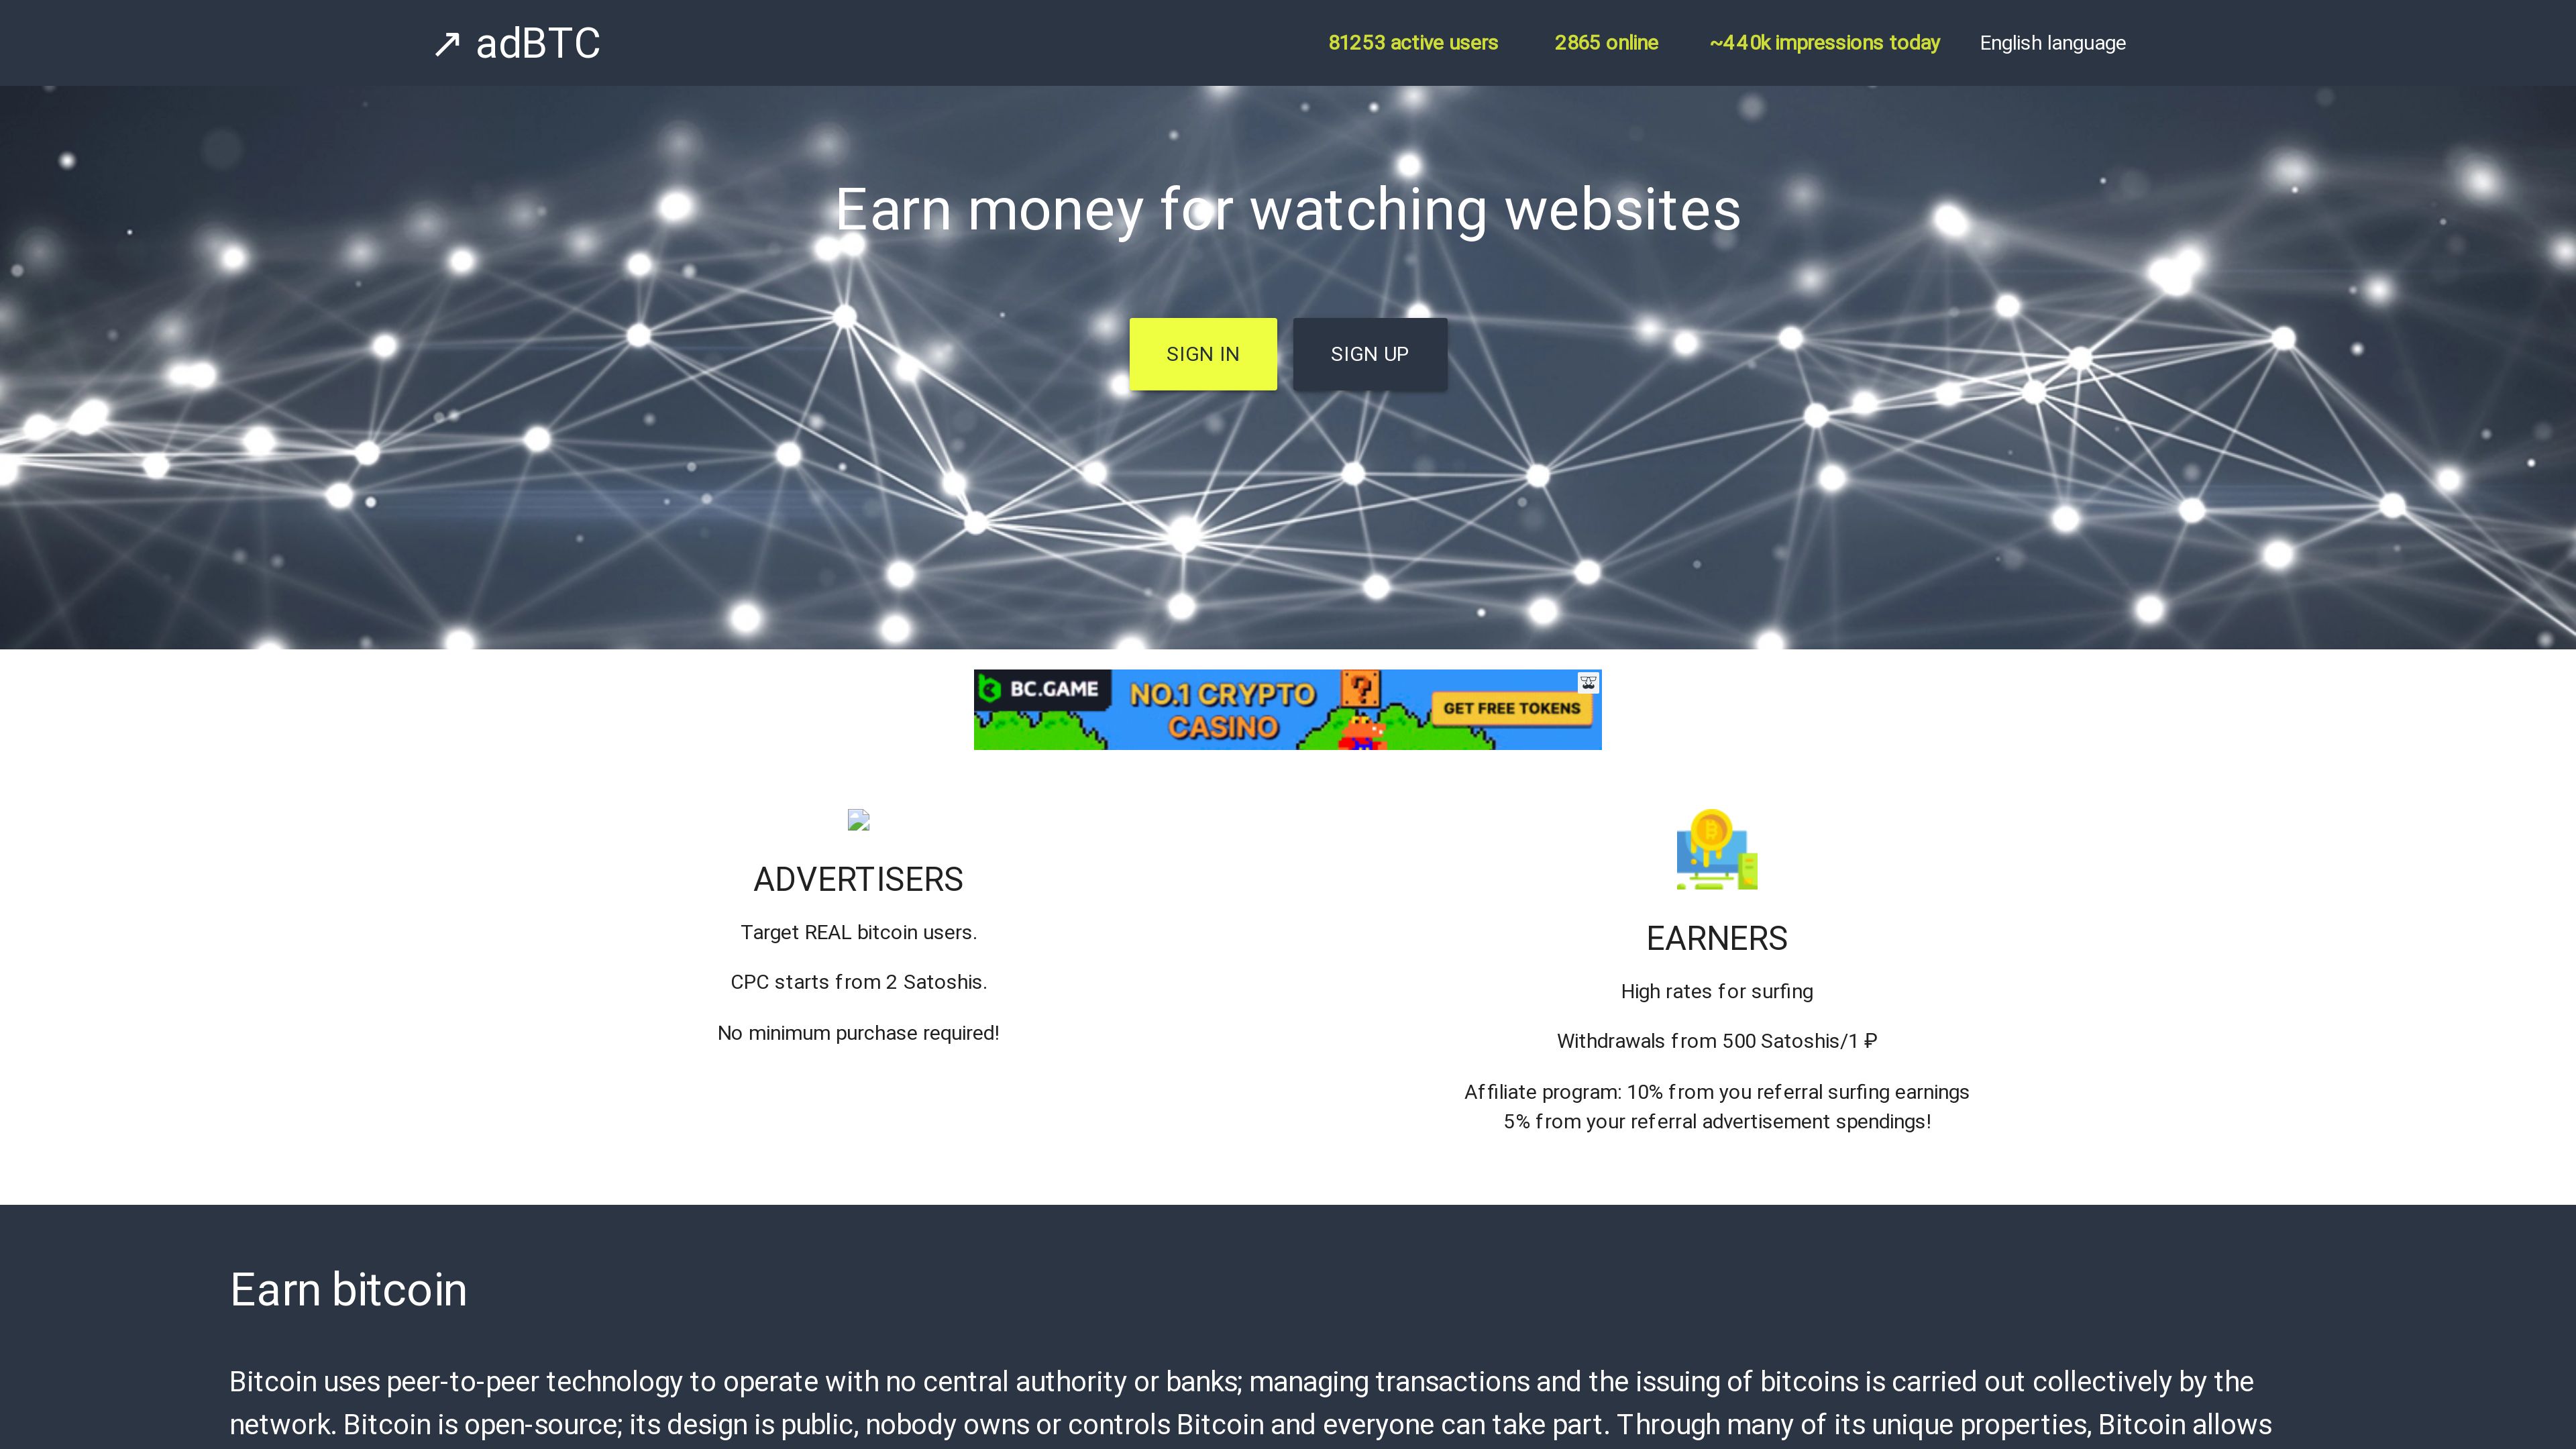 ↗ adBTC
81253 active users
2865 online
~440k impressions today
English language
Earn money for watching websites
SIGN IN
SIGN UP
BC.GAME
NO.1 CRYPTO
CASINO
?
GET FREE TOKENS
ADVERTISERS
Target REAL bitcoin users.
CPC starts from 2 Satoshis.
No minimum purchase required!
EARNERS
High rates for surfing
Withdrawals from 500 Satoshis/1 ₽
Affiliate program: 10% from you referral surfing earnings
5% from your referral advertisement spendings!
Earn bitcoin
Bitcoin uses peer-to-peer technology to operate with no central authority or banks; managing transactions and the issuing of bitcoins is carried out collectively by the
network. Bitcoin is open-source; its design is public, nobody owns or controls Bitcoin and everyone can take part. Through many of its unique properties, Bitcoin allows